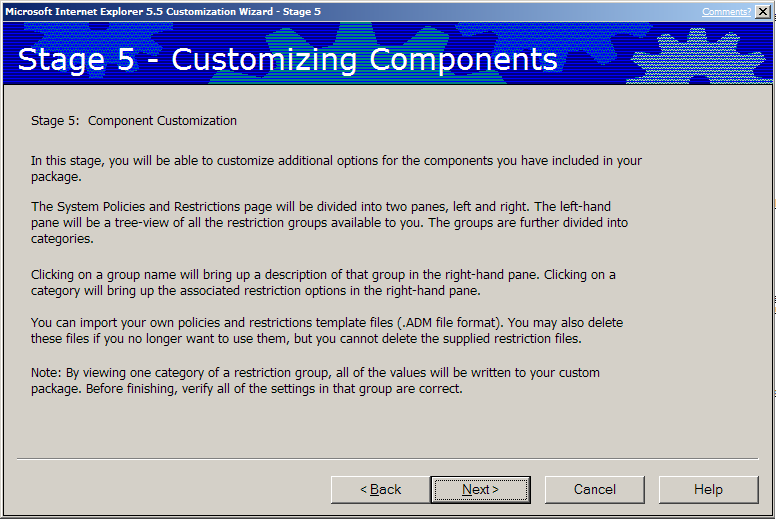 Microsoft Internet Explorer 5.5 Customization Wizard - Stage 5
Comments?
Stage 5 - Customizing Components
Stage 5:  Component Customization
In this stage, you will be able to customize additional options for the components you have included in your
package.
The System Policies and Restrictions page will be divided into two panes, left and right. The left-hand
pane will be a tree-view of all the restriction groups available to you. The groups are further divided into
categories.
Clicking on a group name will bring up a description of that group in the right-hand pane. Clicking on a
category will bring up the associated restriction options in the right-hand pane.
You can import your own policies and restrictions template files (.ADM file format). You may also delete
these files if you no longer want to use them, but you cannot delete the supplied restriction files.
Note: By viewing one category of a restriction group, all of the values will be written to your custom
package. Before finishing, verify all of the settings in that group are correct.
< Back
Next >
Cancel
Help